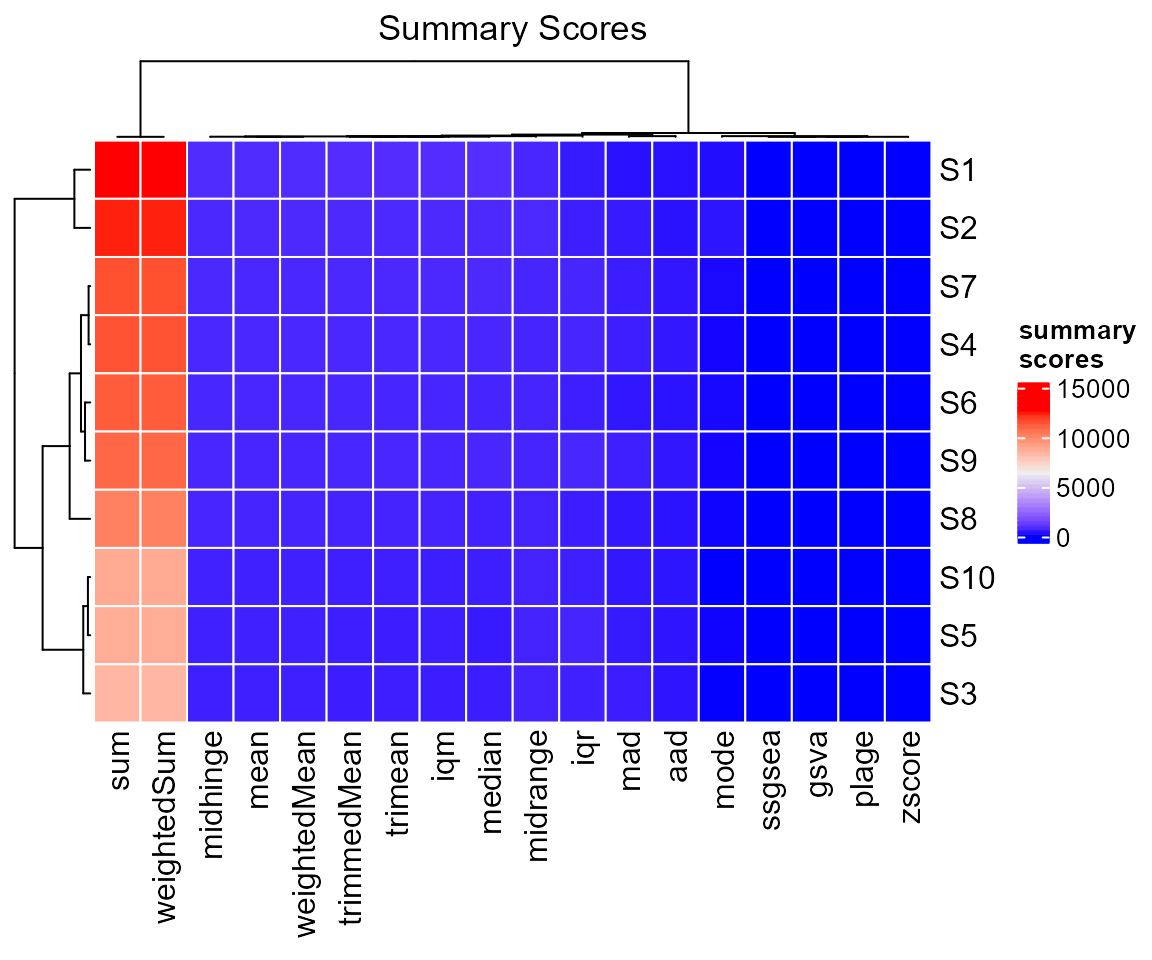 Summary Scores
S1
S2
S7
S4
S6
S9
S8
S10
S5
S3
summary
scores
15000
10000
5000
0
sum
weightedSum
midhinge
mean
weightedMean
trimmedMean
trimean
iqm
median
midrange
iqr
mad
aad
mode
ssgsea
gsva
plage
zscore